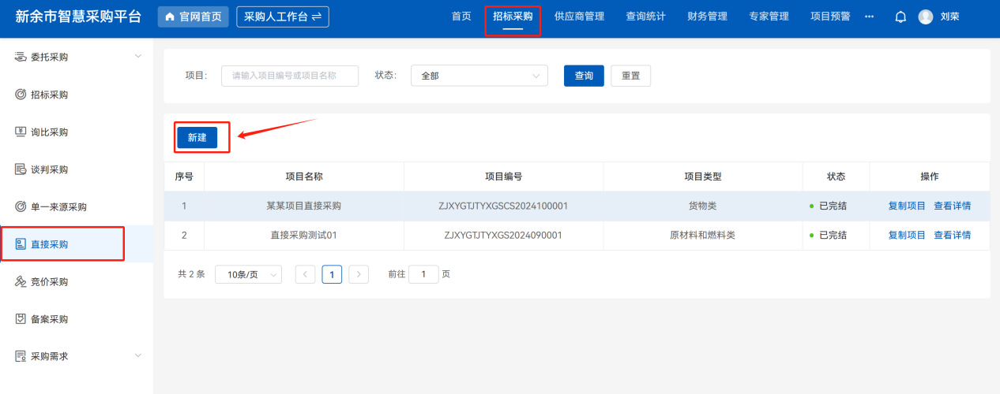 新余市智慧采购平台 官网首页 采购人工作台 首页 招标采购 供应商管理 查询统计 财务管理 专家管理 项目预警 ··· 刘荣
委托采购
招标采购
询比采购
谈判采购
单一来源采购
直接采购
竞价采购
备案采购
采购需求
项目: 请输入项目编号或项目名称 状态: 全部 查询 重置
新建
序号 项目名称 项目编号 项目类型 状态 操作
1 某某项目直接采购 ZJXYGTJTYXGSCS2024100001 货物类 已完结 复制项目 查看详情
2 直接采购测试01 ZJXYGTJTYXGS2024090001 原材料和燃料类 已完结 复制项目 查看详情
共 2 条 10条/页 < 1 > 前往 1 页